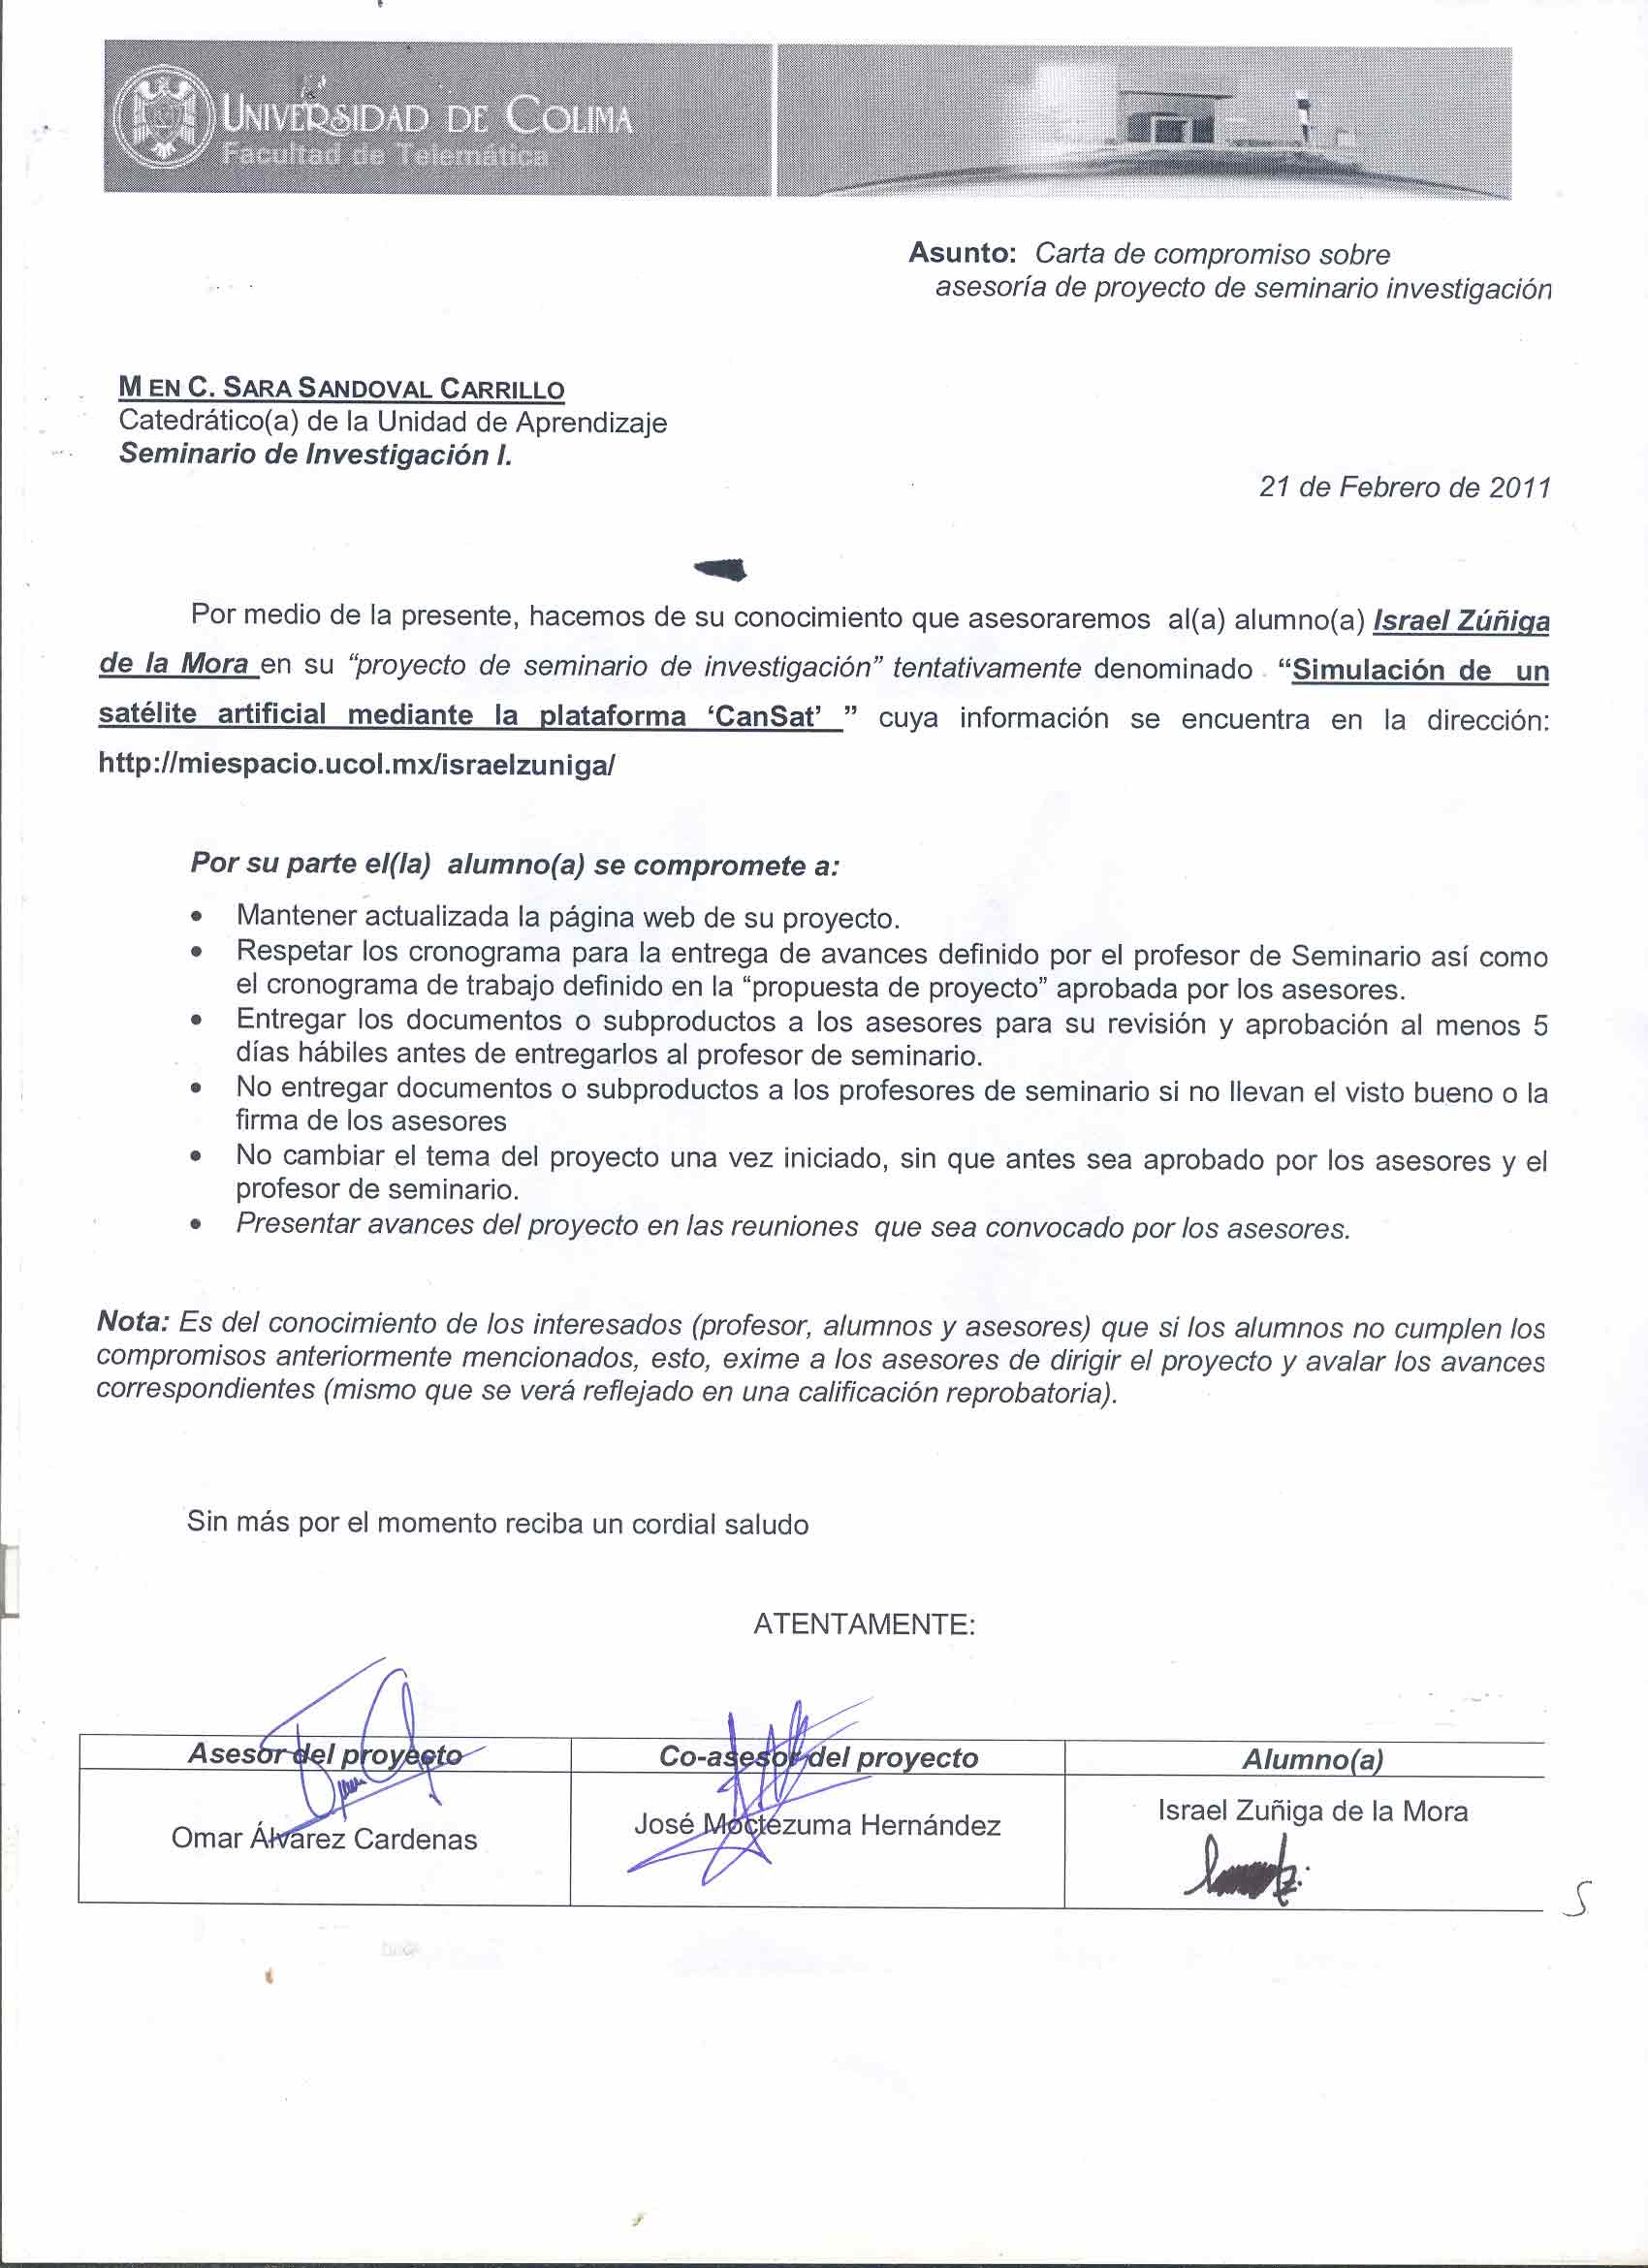 UNIVERSIDAD DE COLIMA
Facultad de Telemática
Asunto: Carta de compromiso sobre
asesoría de proyecto de seminario investigación
M EN C. SARA SANDOVAL CARRILLO
Catedrático(a) de la Unidad de Aprendizaje
Seminario de Investigación I.
21 de Febrero de 2011
Por medio de la presente, hacemos de su conocimiento que asesoraremos al(a) alumno(a) Israel Zúñiga
de la Mora en su “proyecto de seminario de investigación” tentativamente denominado “Simulación de un
satélite artificial mediante la plataforma ‘CanSat’ ” cuya información se encuentra en la dirección:
http://miespacio.ucol.mx/israelzuniga/
Por su parte el(la) alumno(a) se compromete a:
• Mantener actualizada la página web de su proyecto.
• Respetar los cronograma para la entrega de avances definido por el profesor de Seminario así como
el cronograma de trabajo definido en la “propuesta de proyecto” aprobada por los asesores.
• Entregar los documentos o subproductos a los asesores para su revisión y aprobación al menos 5
días hábiles antes de entregarlos al profesor de seminario.
• No entregar documentos o subproductos a los profesores de seminario si no llevan el visto bueno o la
firma de los asesores
• No cambiar el tema del proyecto una vez iniciado, sin que antes sea aprobado por los asesores y el
profesor de seminario.
• Presentar avances del proyecto en las reuniones que sea convocado por los asesores.
Nota: Es del conocimiento de los interesados (profesor, alumnos y asesores) que si los alumnos no cumplen los
compromisos anteriormente mencionados, esto, exime a los asesores de dirigir el proyecto y avalar los avances
correspondientes (mismo que se verá reflejado en una calificación reprobatoria).
Sin más por el momento reciba un cordial saludo
ATENTAMENTE:
Asesor del proyecto
Omar Álvarez Cardenas
Co-asesor del proyecto
José Moctezuma Hernández
Alumno(a)
Israel Zuñiga de la Mora